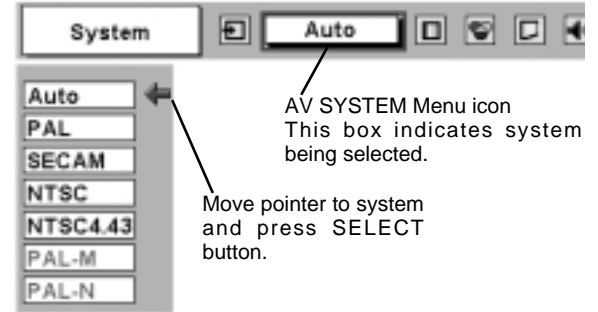 System
Auto
Auto
PAL
SECAM
NTSC
NTSC4.43
PAL-M
PAL-N
AV SYSTEM Menu icon
This box indicates system
being selected.
Move pointer to system
and press SELECT
button.